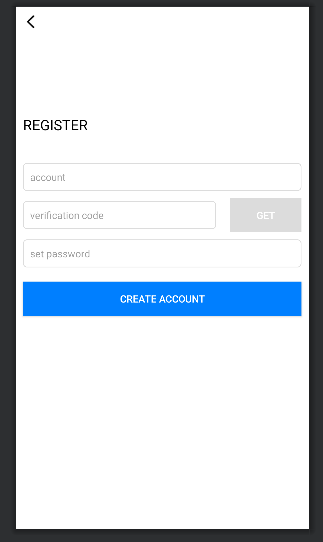 REGISTER
account
verification code
GET
set password
CREATE ACCOUNT